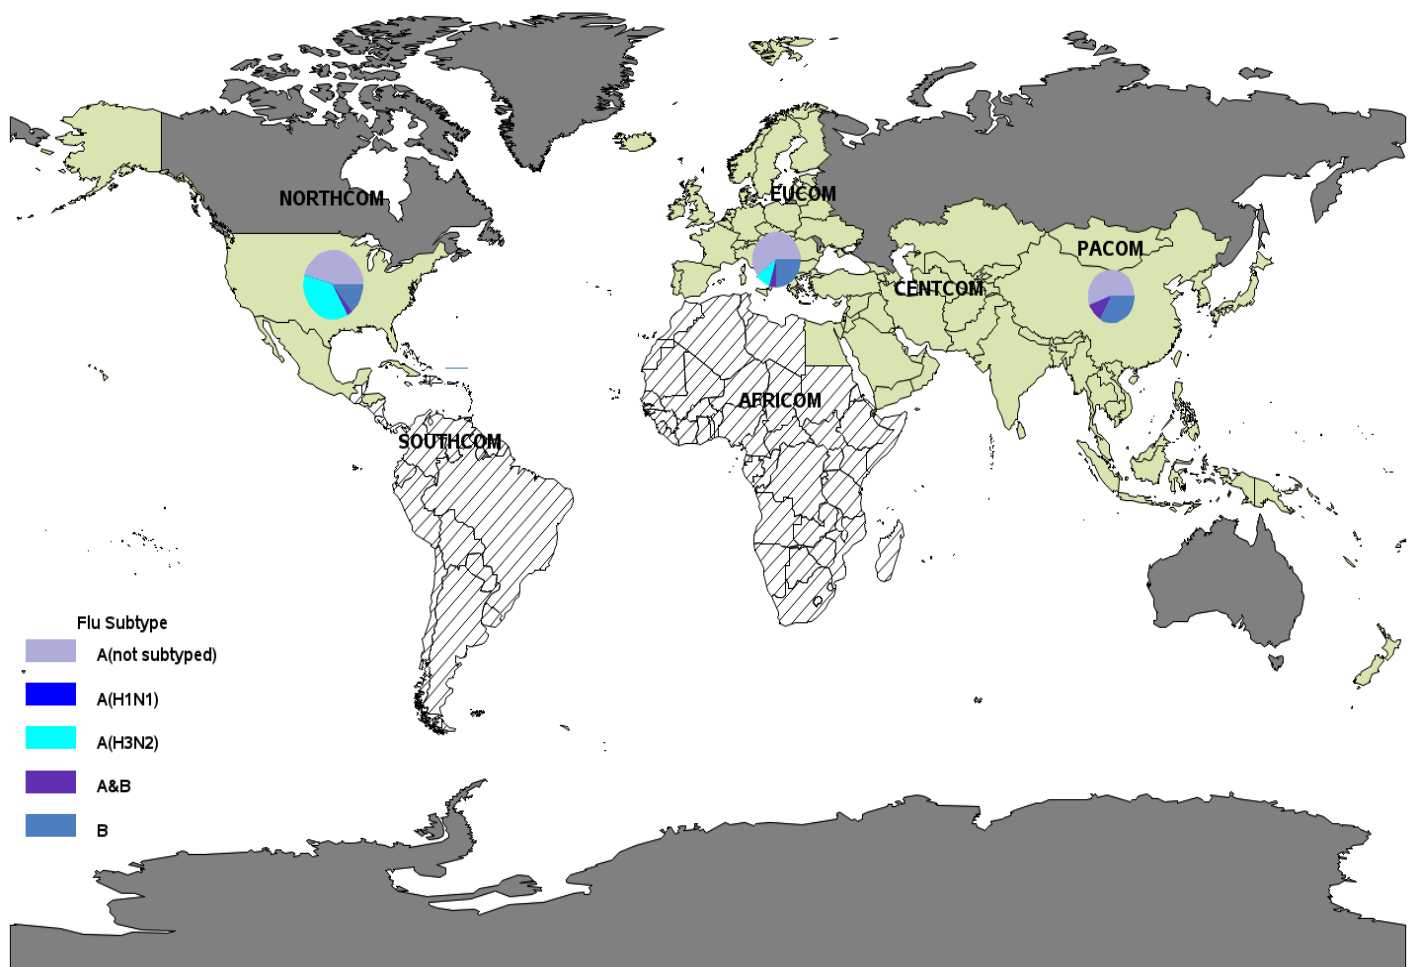 EUCOM
NORTHCOM
PACOM
CENTCOM
AFRICOM
SOUTHCOM
Flu Subtype
A(not subtyped)
A(H1N1)
A(H3N2)
A&B
B